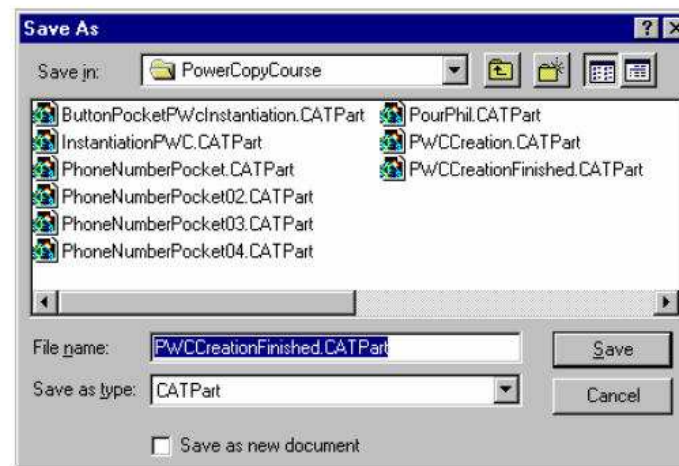 Save As
Save in: PowerCopyCourse
ButtonPocketPWcInstantiation.CATPart
InstantiationPWC.CATPart
PhoneNumberPocket.CATPart
PhoneNumberPocket02.CATPart
PhoneNumberPocket03.CATPart
PhoneNumberPocket04.CATPart
PourPhil.CATPart
PWCCreation.CATPart
PWCCreationFinished.CATPart
File name: PWCCreationFinished.CATPart Save
Save as type: CATPart Cancel
Save as new document